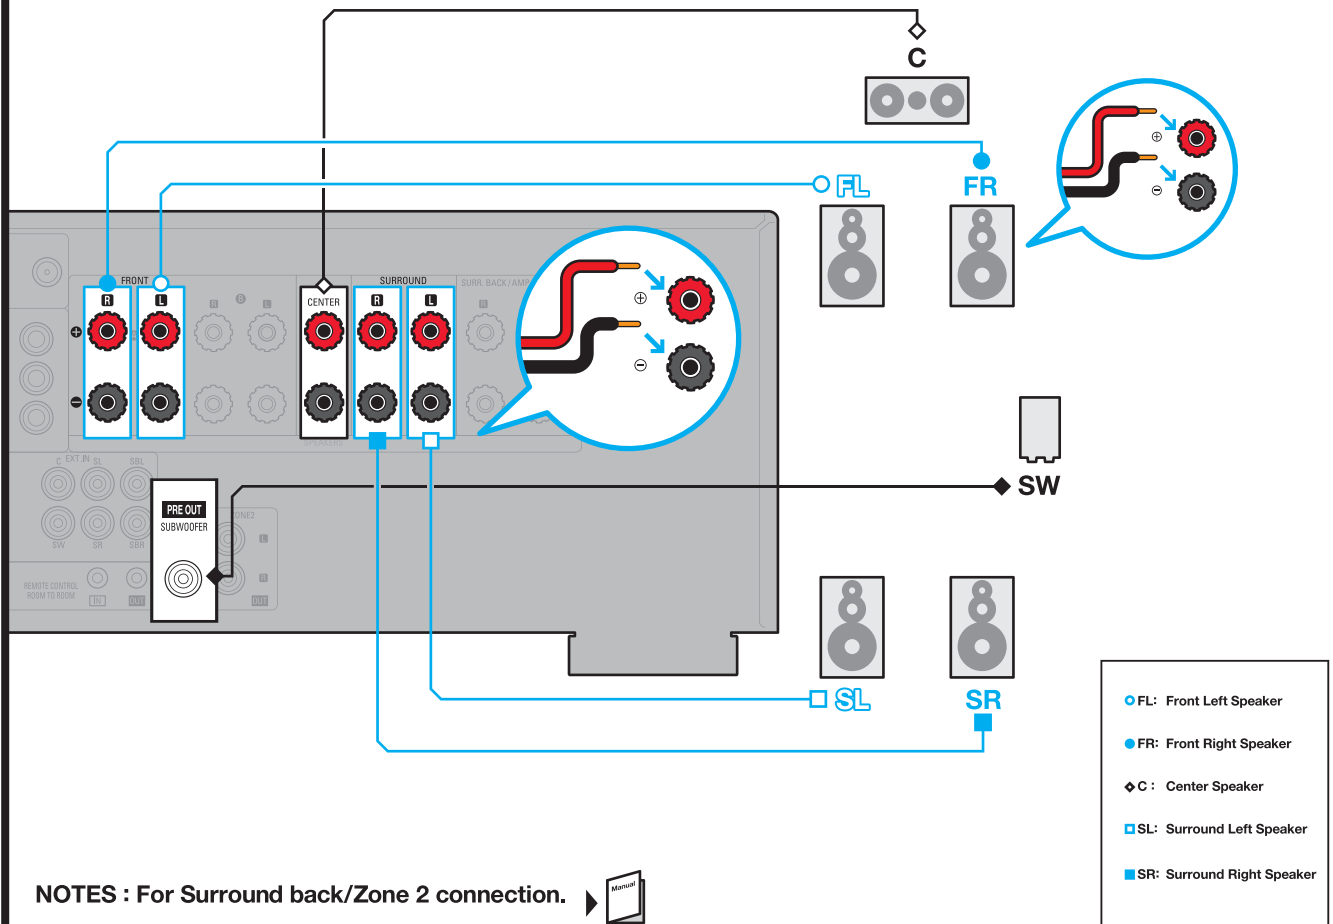 C
FL
FR
⊕
⊖
FRONT
SURROUND
SURR. BACK/AMP
R
L
R
B
L
CENTER
R
L
R
⊕
⊖
+
−
C EXT. IN SL SBL
SW SR SBR
PRE OUT
SUBWOOFER
ZONE2
L
R
OUT
REMOTE CONTROL
ROOM TO ROOM
IN
OUT
SW
SL
SR
FL: Front Left Speaker
FR: Front Right Speaker
C : Center Speaker
SL: Surround Left Speaker
SR: Surround Right Speaker
NOTES : For Surround back/Zone 2 connection.
Manual